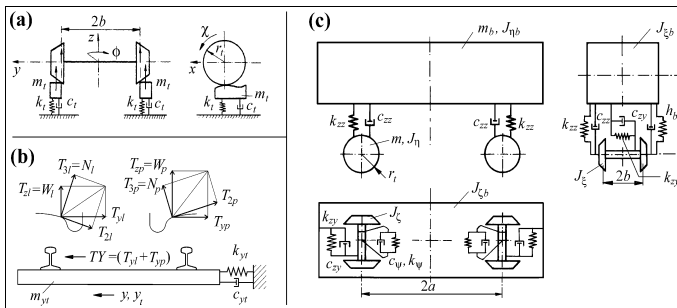 (a)
2b
z
ϕ
y
m_t
m_t
k_t
c_t
k_t
c_t
χ
r_t
x
m_t
k_t
c_t
(b)
T_3l=N_l
T_zl=W_l
T_yl
T_2l
T_zp=W_p
T_3p=N_p
T_2p
T_yp
TY=(T_yl+T_yp)
k_yt
c_yt
m_yt
y, y_t
(c)
m_b, J_ηb
k_zz
c_zz
c_zz
k_zz
m, J_η
r_t
J_ξb
c_zz
c_zy
h_b
k_zz
J_ξ
2b
k_zy
J_ζ
J_ζb
k_zy
c_zy
c_ψ, k_ψ
2a